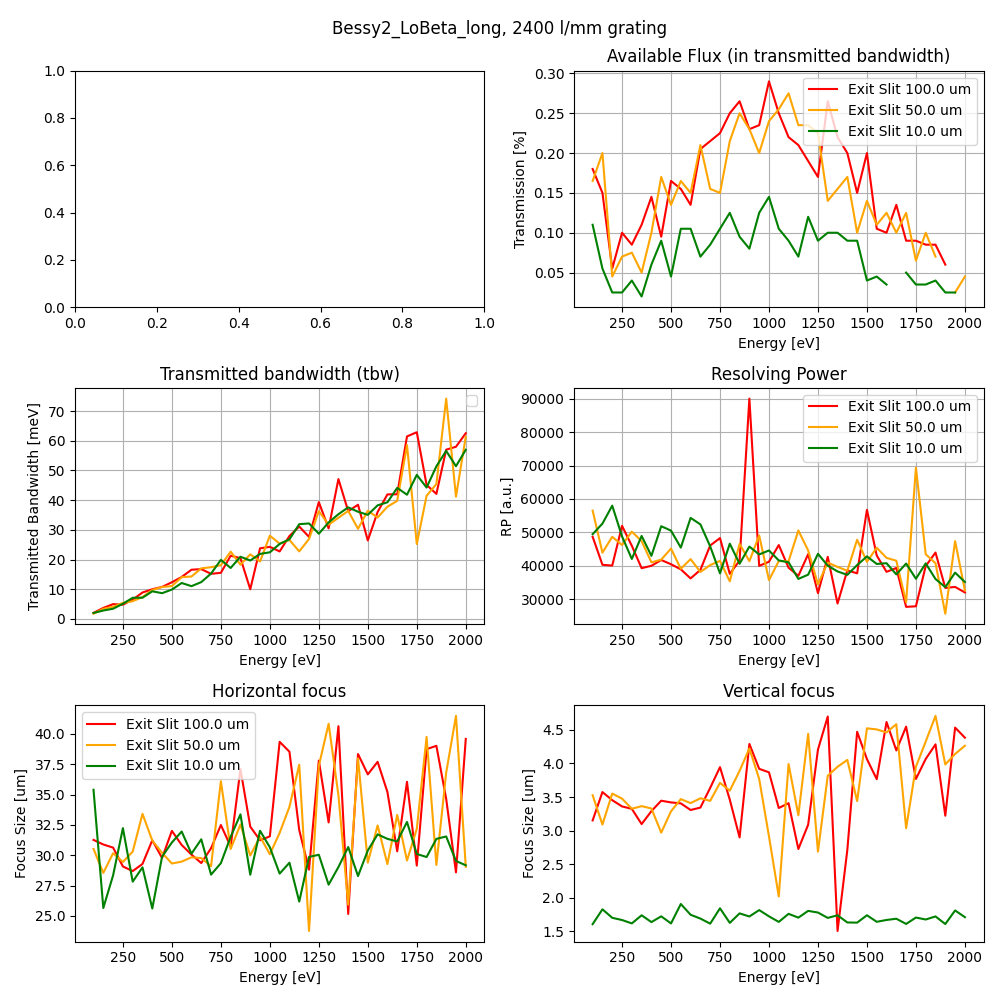 Bessy2_LoBeta_long, 2400 l/mm grating
1.0
0.8
0.6
0.4
0.2
0.0
0.0 0.2 0.4 0.6 0.8 1.0
Available Flux (in transmitted bandwidth)
Transmission [%]
0.30
0.25
0.20
0.15
0.10
0.05
Exit Slit 100.0 um
Exit Slit 50.0 um
Exit Slit 10.0 um
250 500 750 1000 1250 1500 1750 2000
Energy [eV]
Transmitted bandwidth (tbw)
Transmitted Bandwidth [meV]
70
60
50
40
30
20
10
0
250 500 750 1000 1250 1500 1750 2000
Energy [eV]
Resolving Power
RP [a.u.]
90000
80000
70000
60000
50000
40000
30000
Exit Slit 100.0 um
Exit Slit 50.0 um
Exit Slit 10.0 um
250 500 750 1000 1250 1500 1750 2000
Energy [eV]
Horizontal focus
Focus Size [um]
40.0
37.5
35.0
32.5
30.0
27.5
25.0
Exit Slit 100.0 um
Exit Slit 50.0 um
Exit Slit 10.0 um
250 500 750 1000 1250 1500 1750 2000
Energy [eV]
Vertical focus
Focus Size [um]
4.5
4.0
3.5
3.0
2.5
2.0
1.5
250 500 750 1000 1250 1500 1750 2000
Energy [eV]